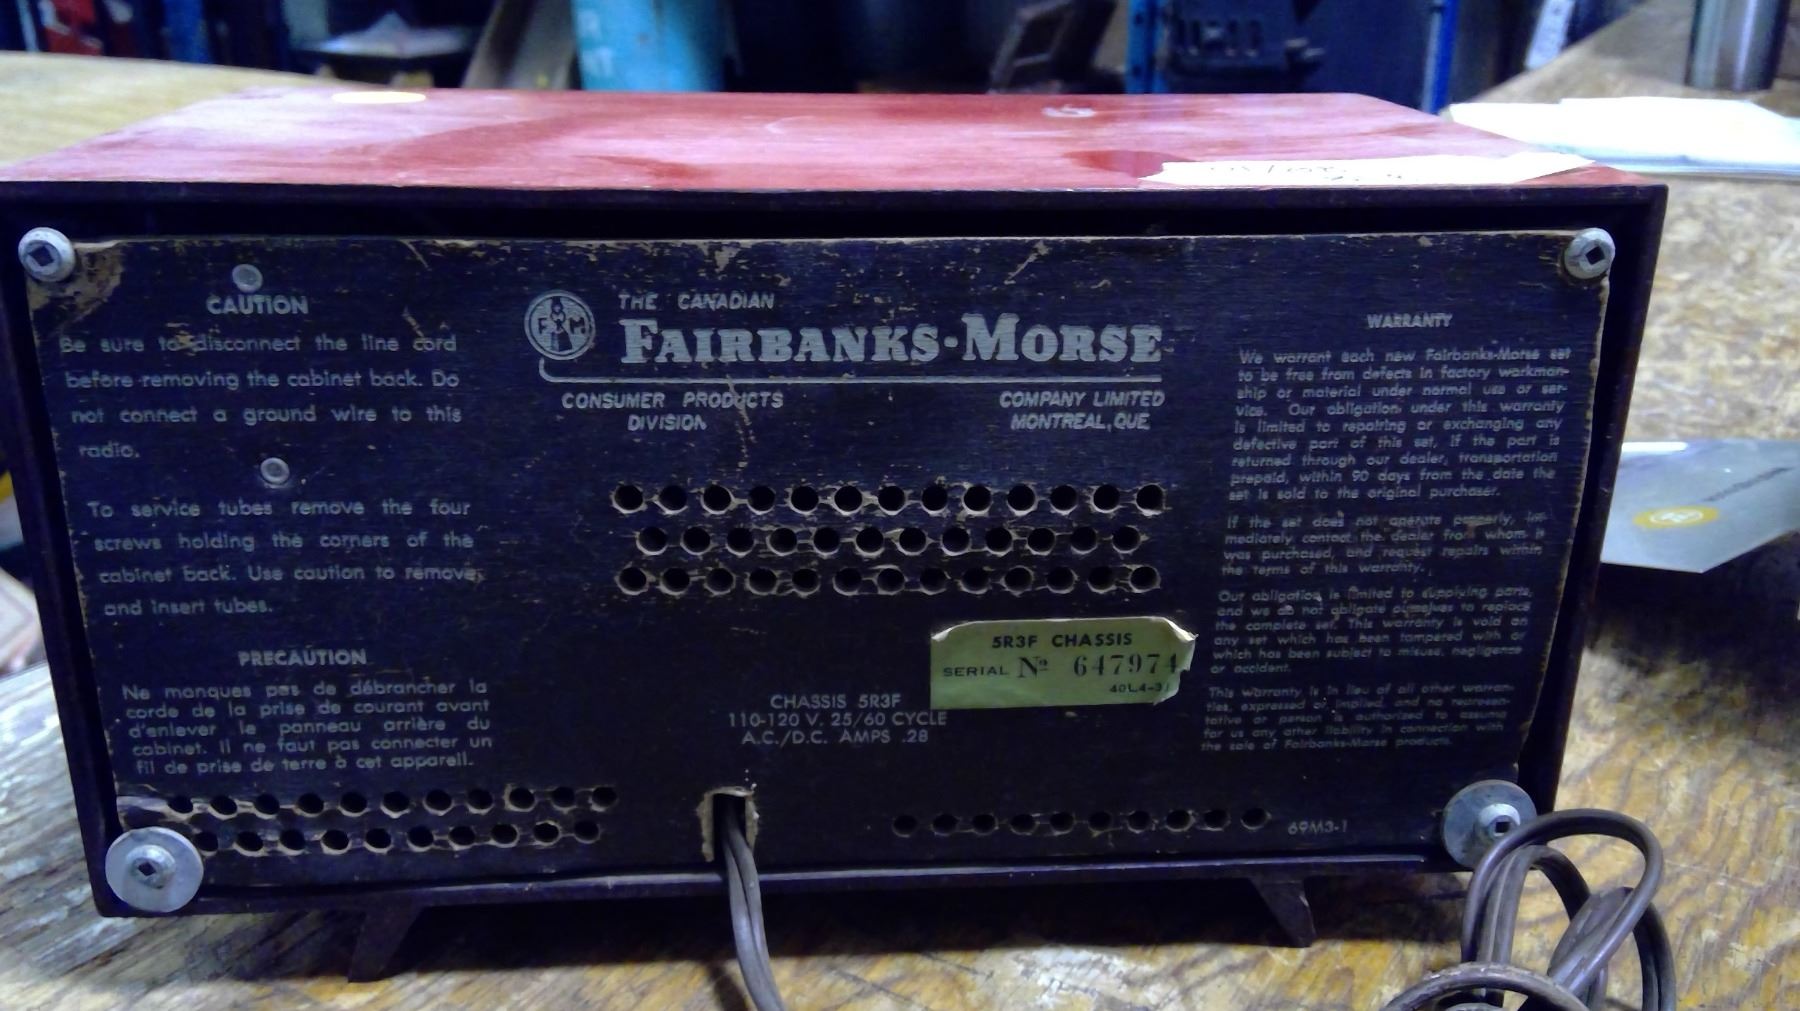 CAUTION
Be sure to disconnect the line cord
before removing the cabinet back. Do
not connect a ground wire to this
radio.
To service tubes remove the four
screws holding the corners of the
cabinet back. Use caution to remove
and insert tubes.
PRECAUTION
Ne manques pas de débrancher la
corde de la prise de courant avant
d'enlever le panneau arrière du
cabinet. Il ne faut pas connecter un
fil de prise de terre à cet appareil.
F M
THE CANADIAN
FAIRBANKS·MORSE
CONSUMER PRODUCTS
DIVISION
COMPANY LIMITED
MONTREAL, QUE.
5R3F CHASSIS
SERIAL No 647974
40L4-3
CHASSIS 5R3F
110-120 V. 25/60 CYCLE
A.C./D.C. AMPS .28
WARRANTY
We warrant each new Fairbanks-Morse set
to be free from defects in factory workman-
ship or material under normal use or ser-
vice. Our obligation under this warranty
is limited to repairing or exchanging any
defective part of this set, if the part is
returned through our dealer, transportation
prepaid, within 90 days from the date the
set is sold to the original purchaser.
If the set does not operate properly, im-
mediately contact the dealer from whom it
was purchased, and request repairs within
the terms of this warranty.
Our obligation is limited to supplying parts,
and we do not obligate ourselves to replace
the complete set. This warranty is void on
any set which has been tampered with or
which has been subject to misuse, negligence
or accident.
This warranty is in lieu of all other warran-
ties, expressed or implied, and no represen-
tative or person is authorized to assume
for us any other liability in connection with
the sale of Fairbanks-Morse products.
69M3-1